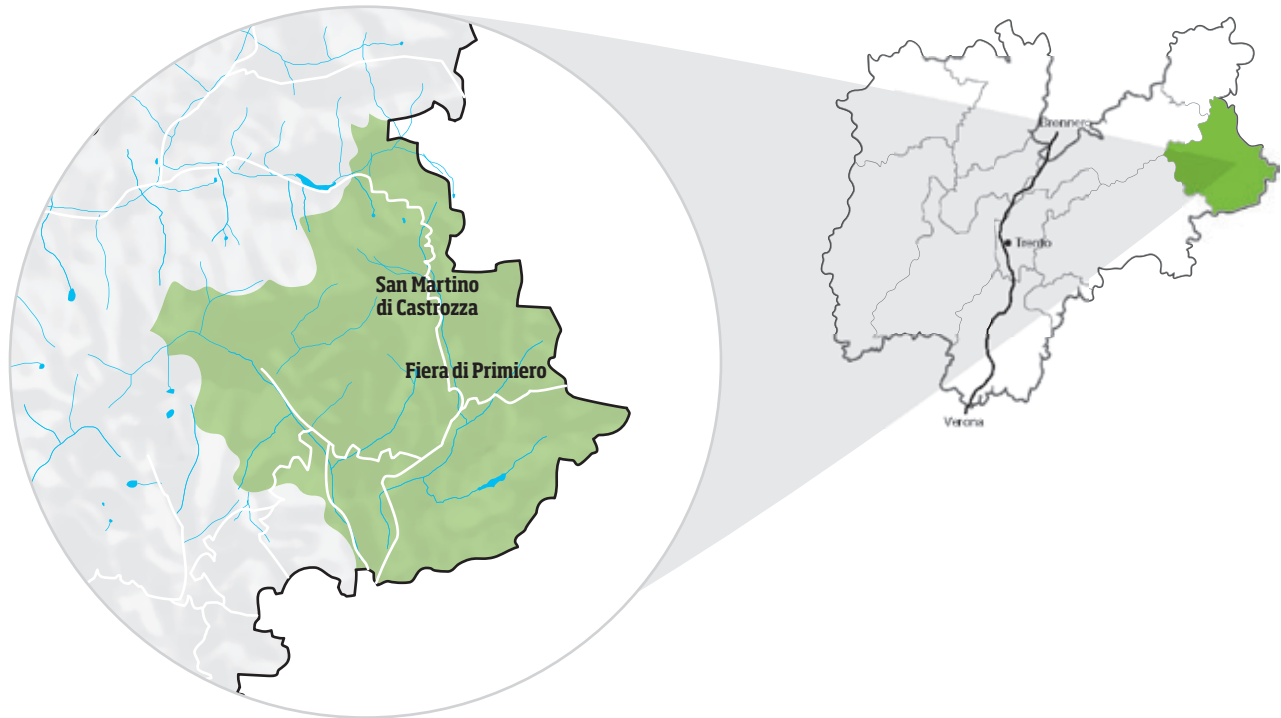 San Martino
di Castrozza
Fiera di Primiero
Brennero
Trento
Verona